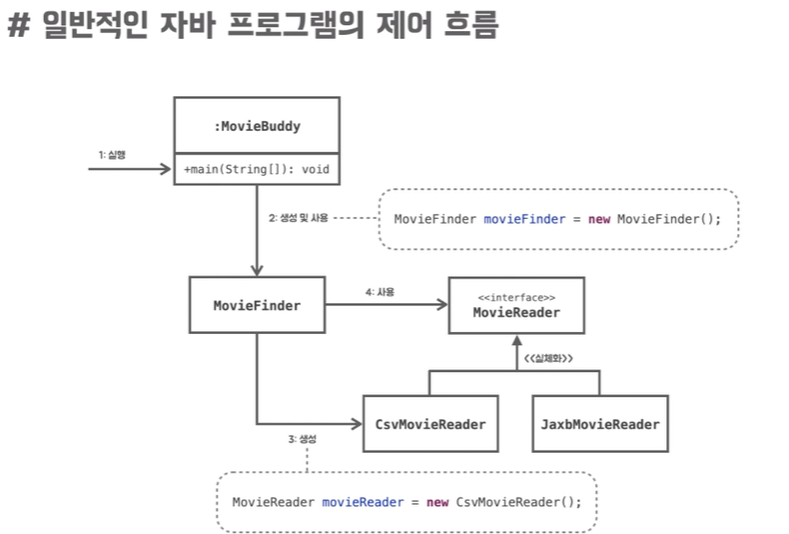 # 일반적인 자바 프로그램의 제어 흐름
:MovieBuddy
1: 실행
+main(String[]): void
2: 생성 및 사용
MovieFinder movieFinder = new MovieFinder();
MovieFinder
4: 사용
<<interface>>
MovieReader
<<실체화>>
CsvMovieReader
JaxbMovieReader
3: 생성
MovieReader movieReader = new CsvMovieReader();